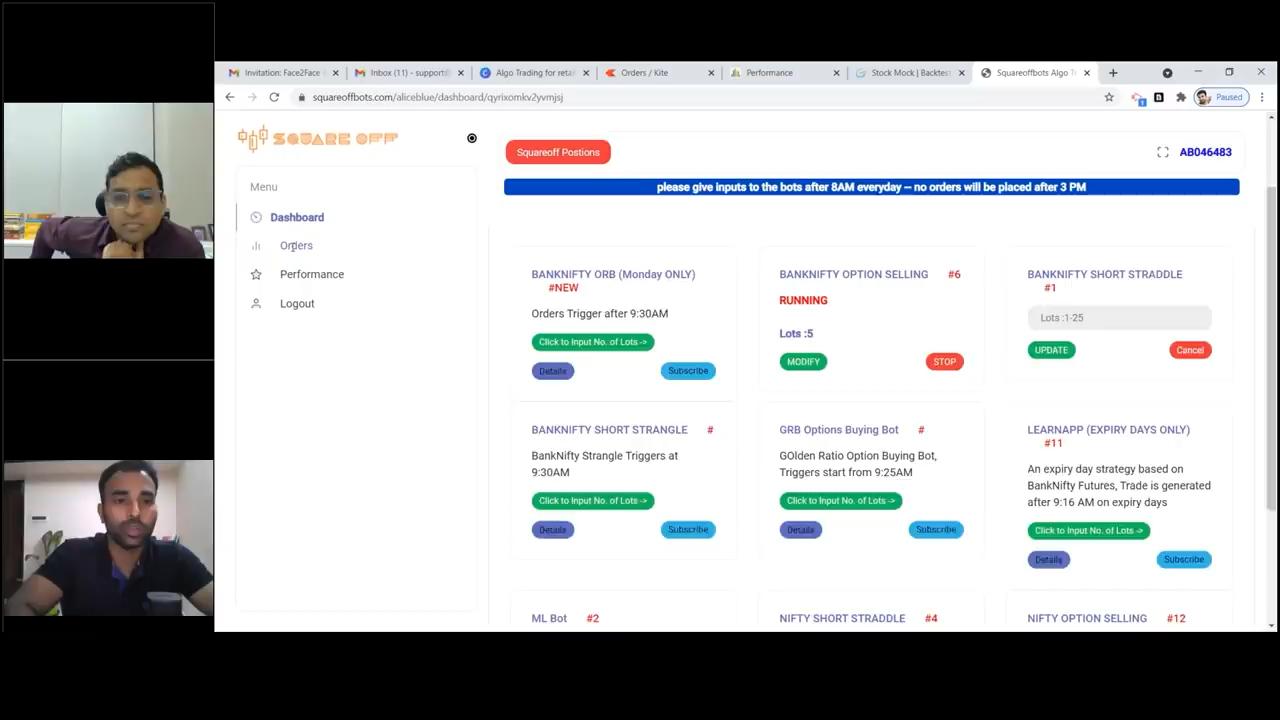 Invitation: Face2Face
Inbox (11) - support@
Algo Trading for retai
Orders / Kite
Performance
Stock Mock | Backtes
Squareoffbots Algo Tr
squareoffbots.com/aliceblue/dashboard/qyrixomkv2yvmjsj
Paused
SQUARE OFF
Squareoff Postions
AB046483
please give inputs to the bots after 8AM everyday -- no orders will be placed after 3 PM
Menu
Dashboard
Orders
Performance
Logout
BANKNIFTY ORB (Monday ONLY)
#NEW
Orders Trigger after 9:30AM
Click to Input No. of Lots ->
Details Subscribe
BANKNIFTY OPTION SELLING #6
RUNNING
Lots :5
MODIFY STOP
BANKNIFTY SHORT STRADDLE
#1
Lots :1-25
UPDATE Cancel
BANKNIFTY SHORT STRANGLE #
BankNifty Strangle Triggers at
9:30AM
Click to Input No. of Lots ->
Details Subscribe
GRB Options Buying Bot #
GOlden Ratio Option Buying Bot,
Triggers start from 9:25AM
Click to Input No. of Lots ->
Details Subscribe
LEARNAPP (EXPIRY DAYS ONLY)
#11
An expiry day strategy based on
BankNifty Futures, Trade is generated
after 9:16 AM on expiry days
Click to Input No. of Lots ->
Details Subscribe
ML Bot #2
NIFTY SHORT STRADDLE #4
NIFTY OPTION SELLING #12